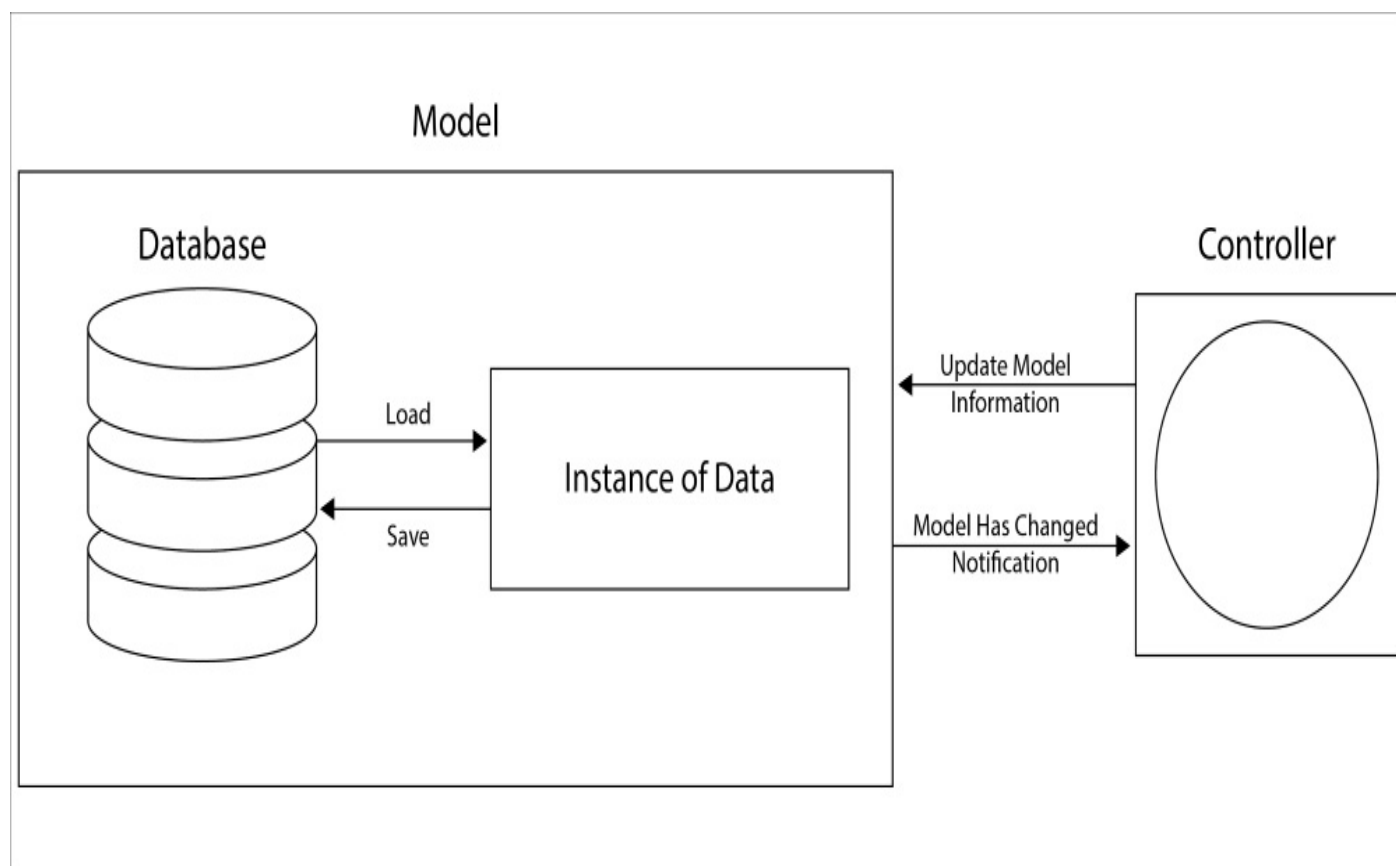 Model
Database
Controller
Load
Save
Instance of Data
Update Model
Information
Model Has Changed
Notification